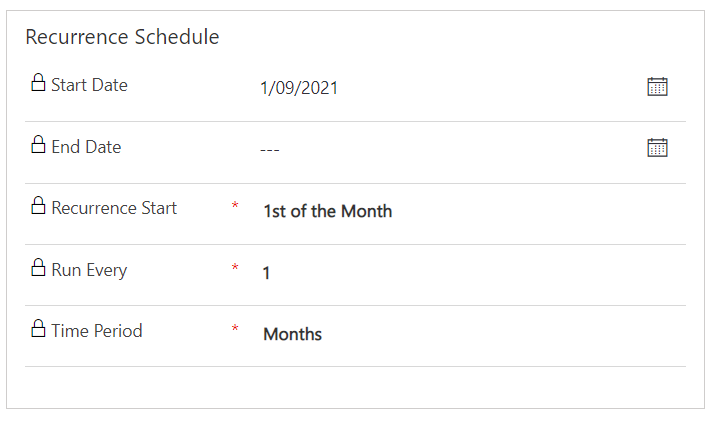 Recurrence Schedule
Start Date 1/09/2021
End Date ---
Recurrence Start * 1st of the Month
Run Every * 1
Time Period * Months